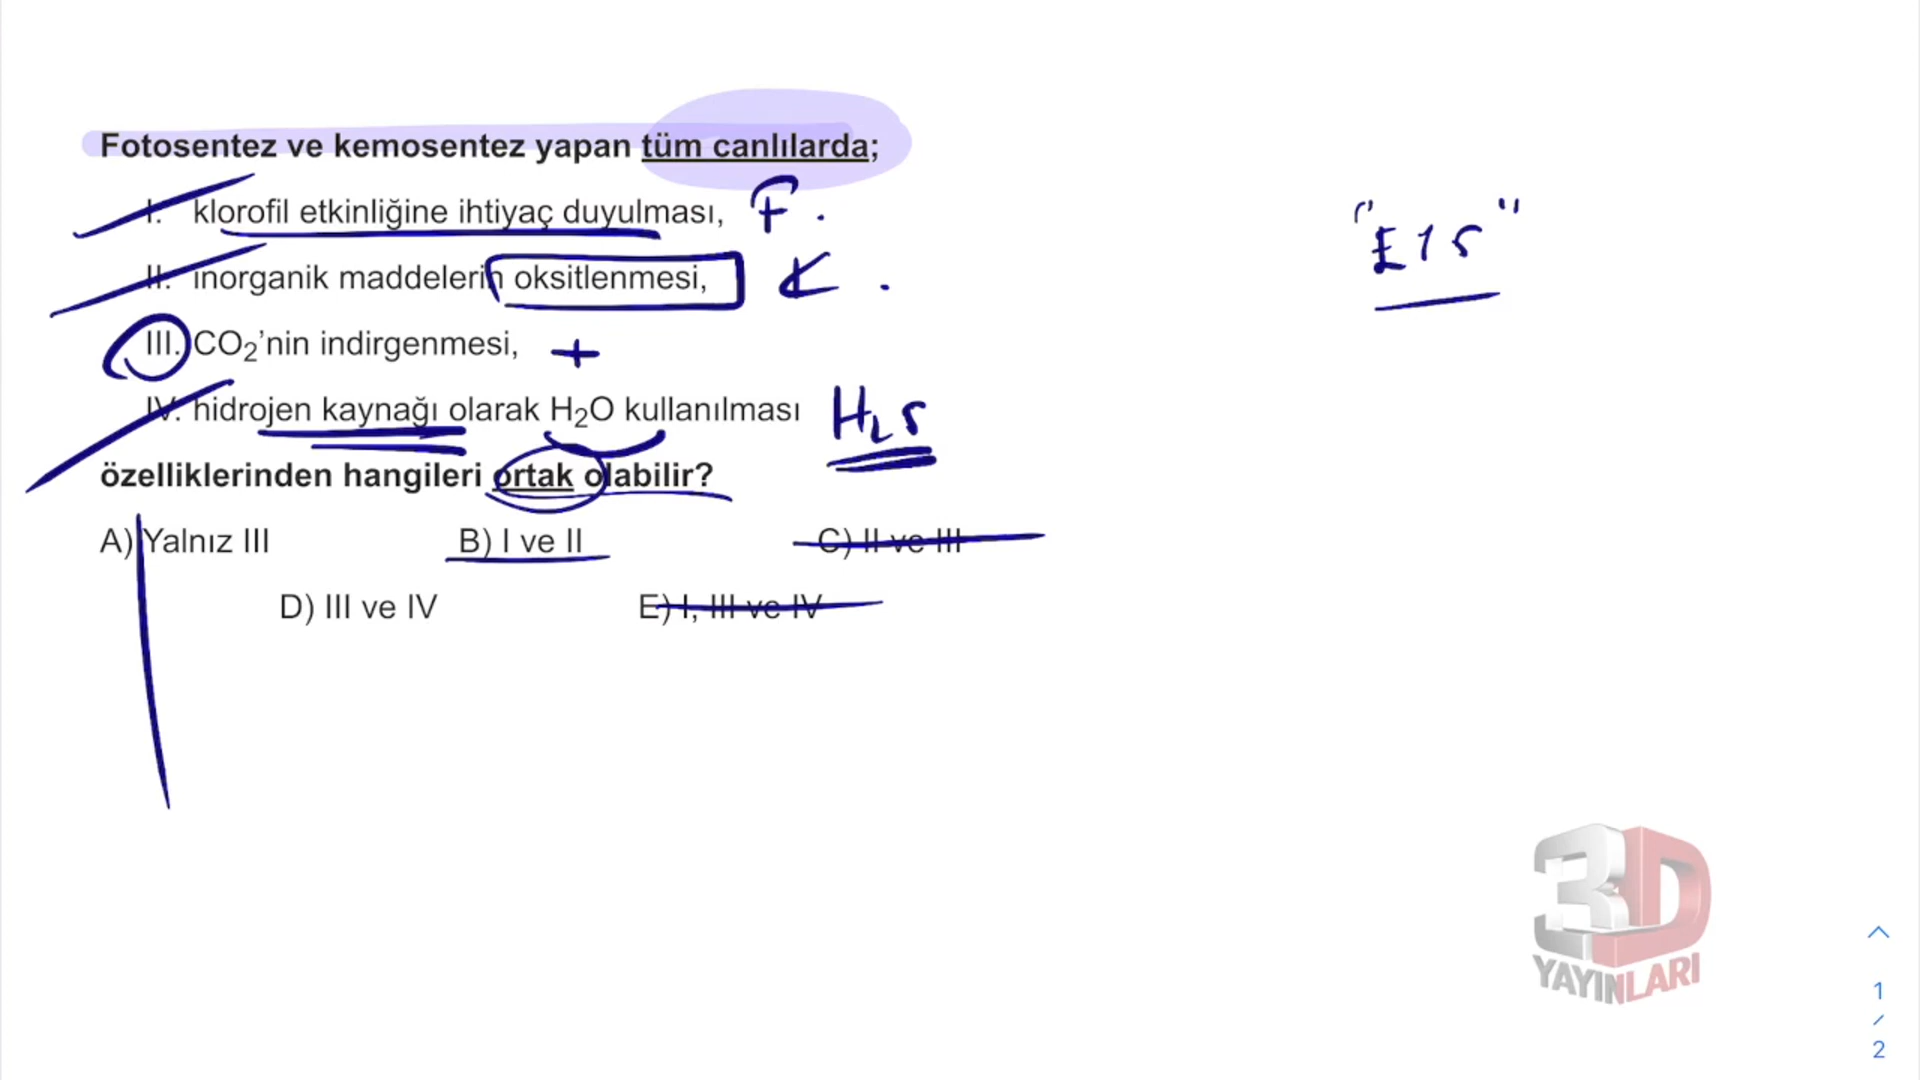 Fotosentez ve kemosentez yapan tüm canlılarda;
I. klorofil etkinliğine ihtiyaç duyulması, F.
II. inorganik maddelerin oksitlenmesi, K.
III. CO₂’nin indirgenmesi, +
IV. hidrojen kaynağı olarak H₂O kullanılması H₂S
özelliklerinden hangileri ortak olabilir?
A) Yalnız III B) I ve II C) II ve III
D) III ve IV E) I, III ve IV
"ETS"
3D
YAYINLARI
1
/
2